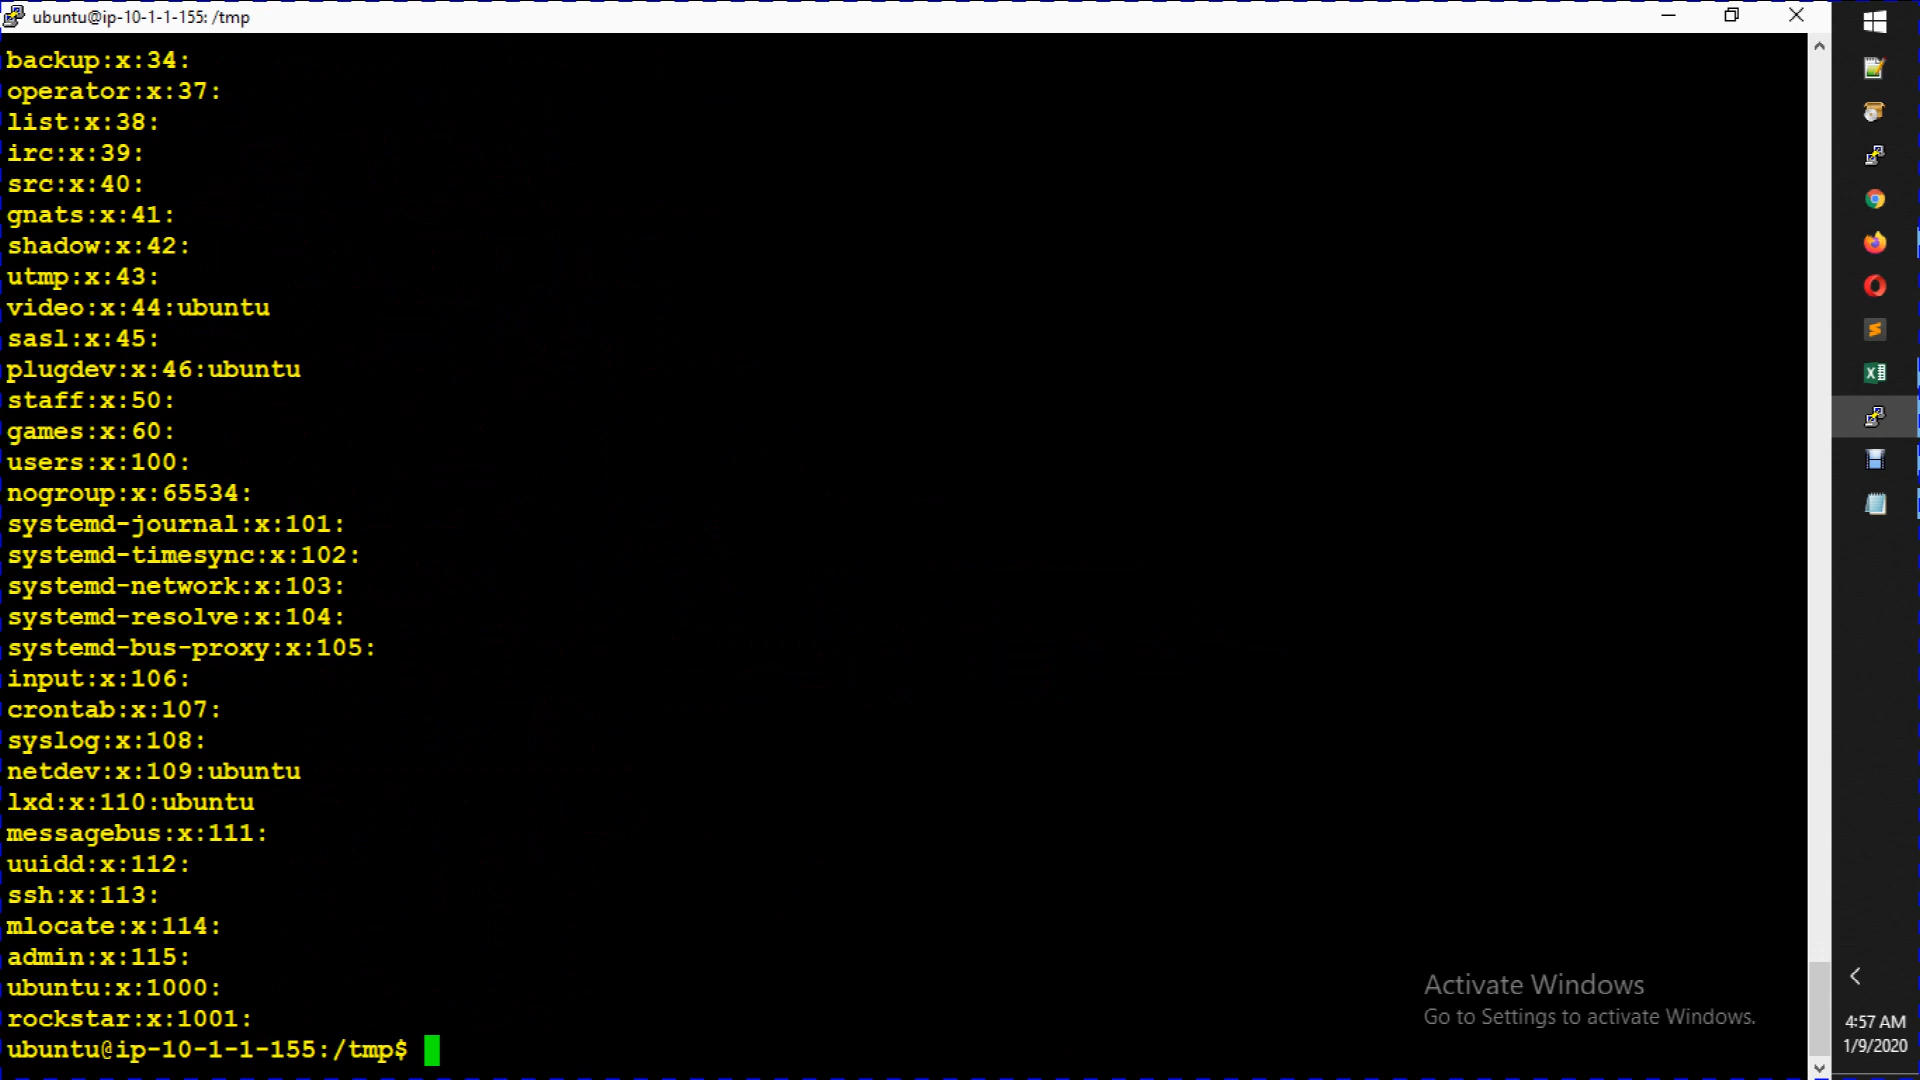 ubuntu@ip-10-1-1-155: /tmp
backup:x:34:
operator:x:37:
list:x:38:
irc:x:39:
src:x:40:
gnats:x:41:
shadow:x:42:
utmp:x:43:
video:x:44:ubuntu
sasl:x:45:
plugdev:x:46:ubuntu
staff:x:50:
games:x:60:
users:x:100:
nogroup:x:65534:
systemd-journal:x:101:
systemd-timesync:x:102:
systemd-network:x:103:
systemd-resolve:x:104:
systemd-bus-proxy:x:105:
input:x:106:
crontab:x:107:
syslog:x:108:
netdev:x:109:ubuntu
lxd:x:110:ubuntu
messagebus:x:111:
uuidd:x:112:
ssh:x:113:
mlocate:x:114:
admin:x:115:
ubuntu:x:1000:
rockstar:x:1001:
ubuntu@ip-10-1-1-155:/tmp$
Activate Windows
Go to Settings to activate Windows.
4:57 AM
1/9/2020